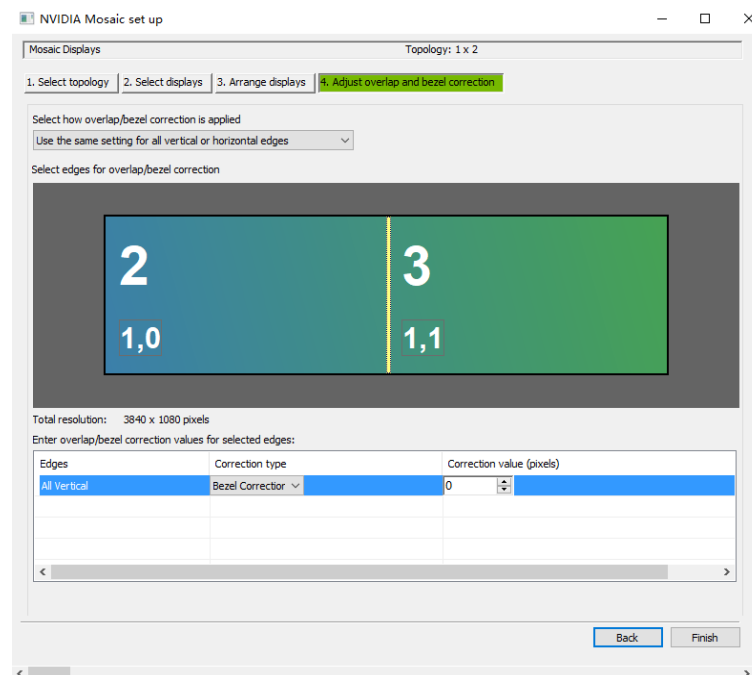 NVIDIA Mosaic set up
Mosaic Displays Topology: 1 x 2
1. Select topology 2. Select displays 3. Arrange displays 4. Adjust overlap and bezel correction
Select how overlap/bezel correction is applied
Use the same setting for all vertical or horizontal edges
Select edges for overlap/bezel correction
2 3
1,0 1,1
Total resolution: 3840 x 1080 pixels
Enter overlap/bezel correction values for selected edges:
Edges Correction type Correction value (pixels)
All Vertical Bezel Correction 0
Back Finish